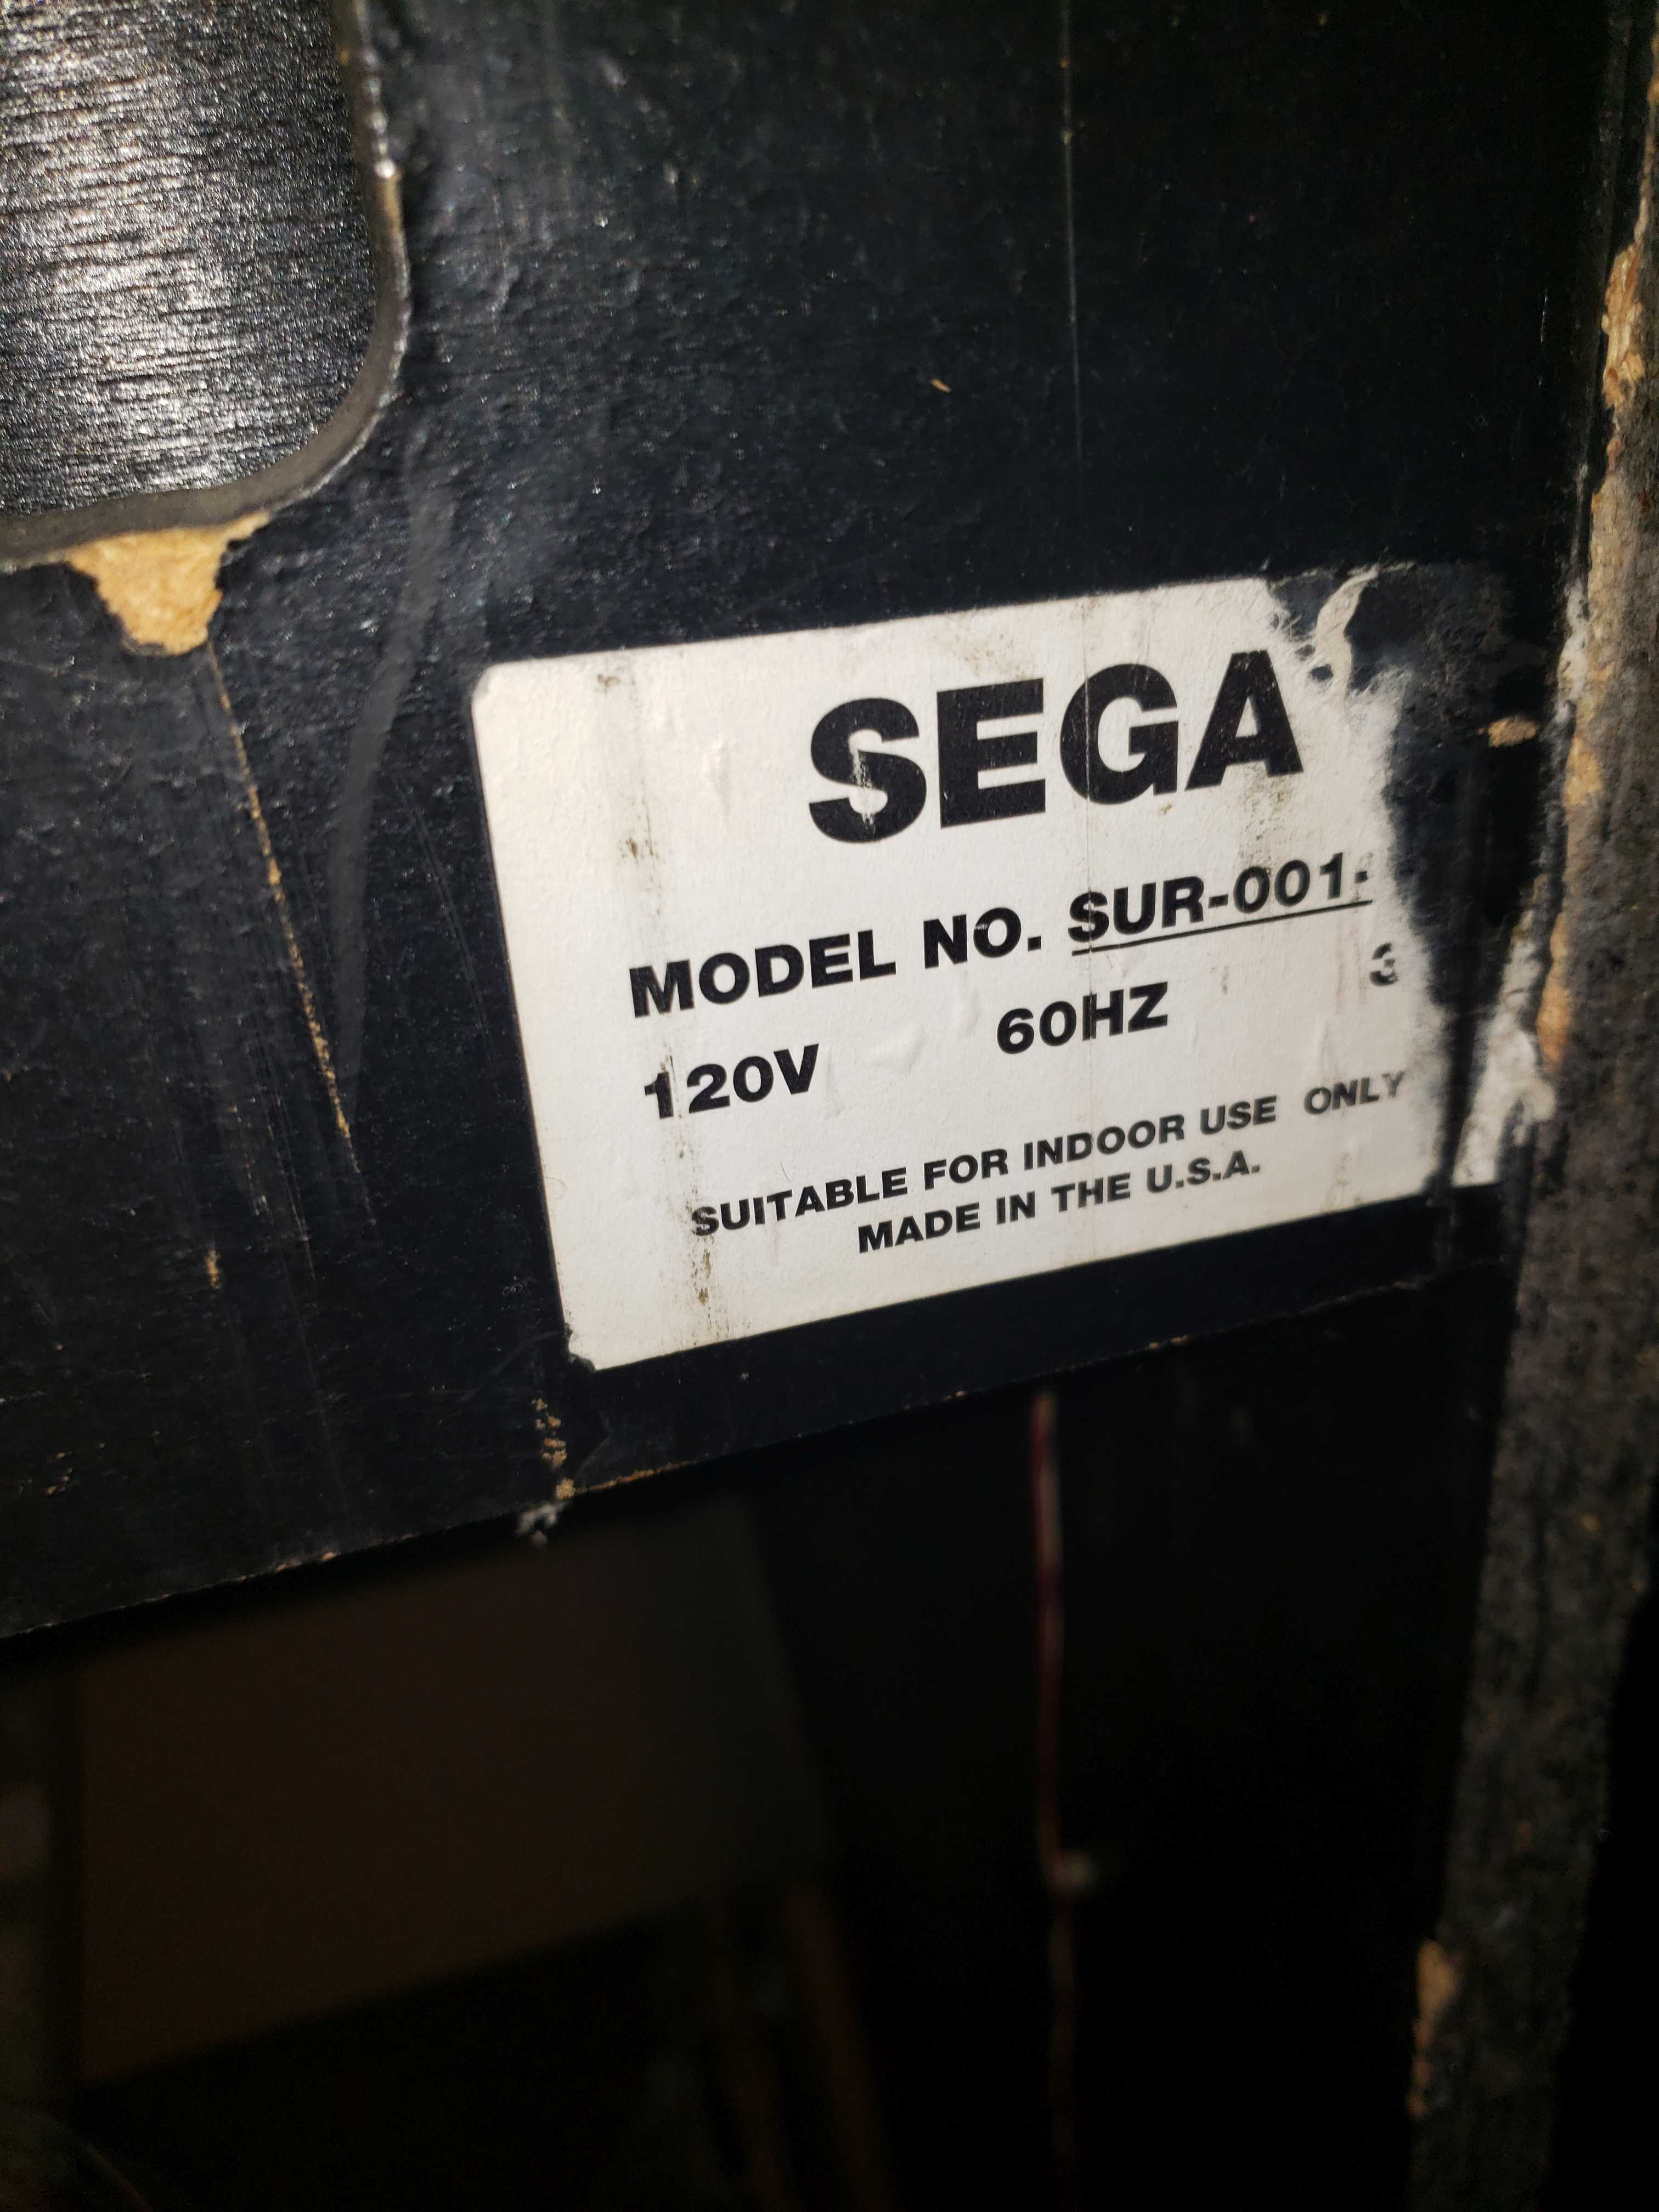 SEGA
MODEL NO. SUR-001-
120V 60HZ 3
SUITABLE FOR INDOOR USE ONLY
MADE IN THE U.S.A.